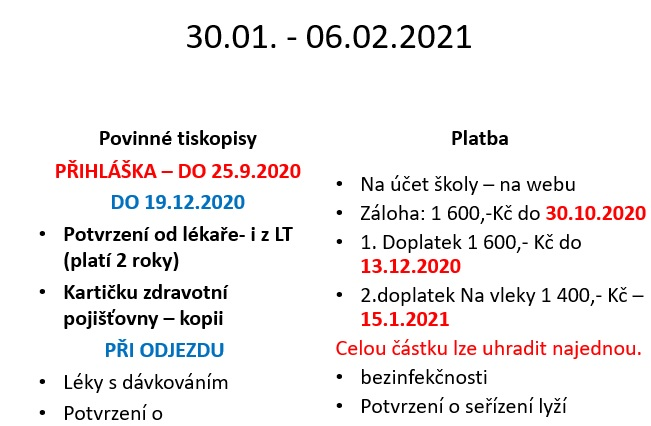 30.01. - 06.02.2021
Povinné tiskopisy
PŘIHLÁŠKA – DO 25.9.2020
DO 19.12.2020
• Potvrzení od lékaře- i z LT
(platí 2 roky)
• Kartičku zdravotní
pojišťovny – kopii
PŘI ODJEZDU
• Léky s dávkováním
• Potvrzení o
Platba
• Na účet školy – na webu
• Záloha: 1 600,-Kč do 30.10.2020
• 1. Doplatek 1 600,- Kč do
13.12.2020
• 2.doplatek Na vleky 1 400,- Kč –
15.1.2021
Celou částku lze uhradit najednou.
• bezinfekčnosti
• Potvrzení o seřízení lyží